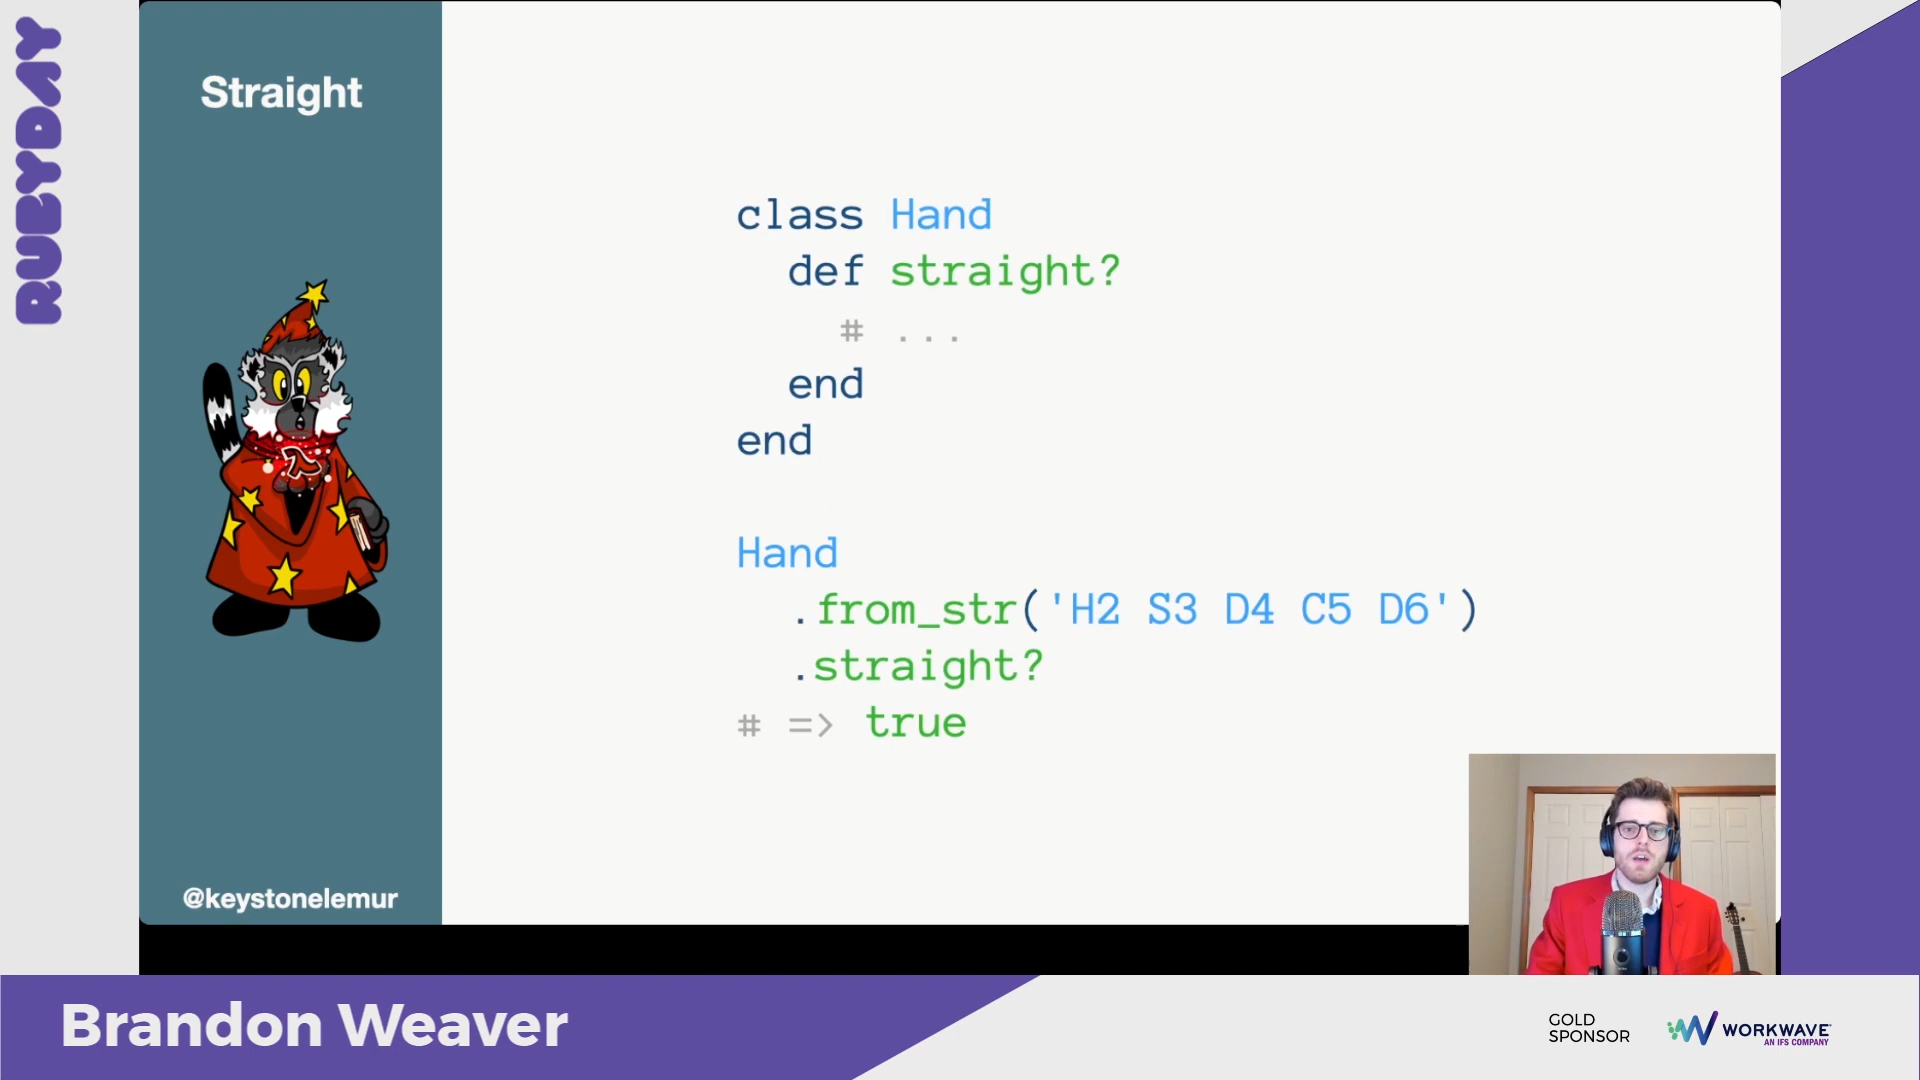 RUBYDAY
Straight
class Hand
  def straight?
    # ...
  end
end
Hand
  .from_str('H2 S3 D4 C5 D6')
  .straight?
# => true
@keystonelemur
Brandon Weaver
GOLD
SPONSOR
WORKWAVE
AN IFS COMPANY